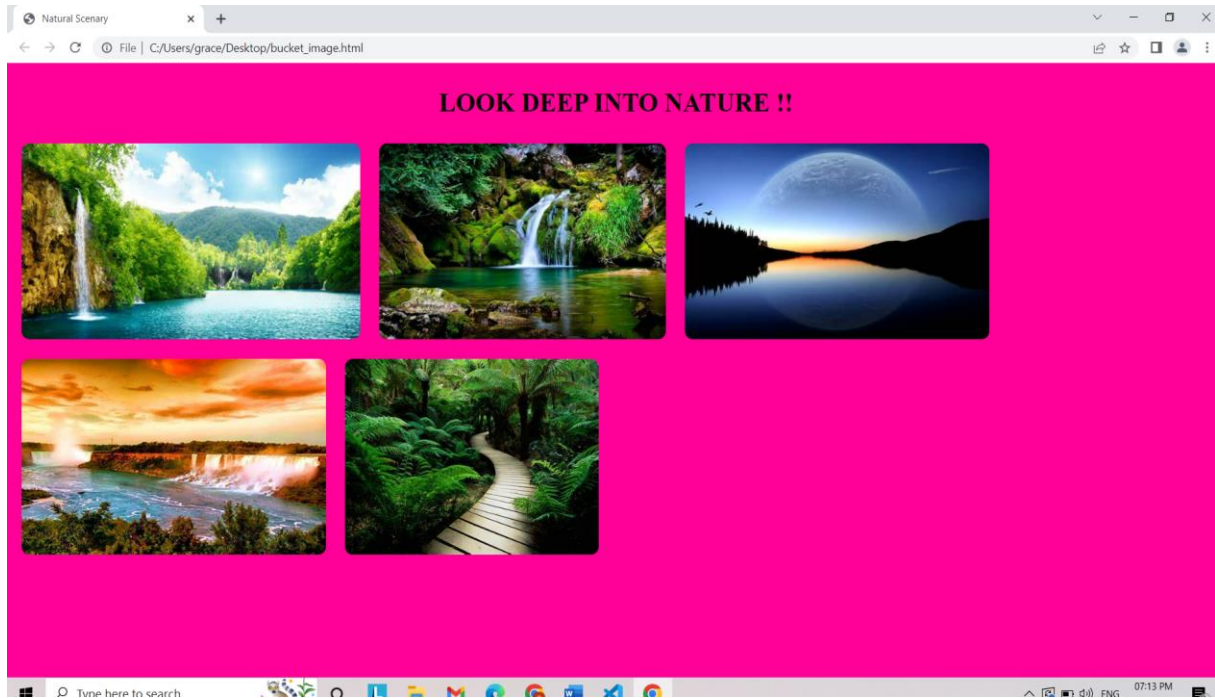 Natural Scenary
File | C:/Users/grace/Desktop/bucket_image.html
LOOK DEEP INTO NATURE !!
Type here to search
ENG
07:13 PM